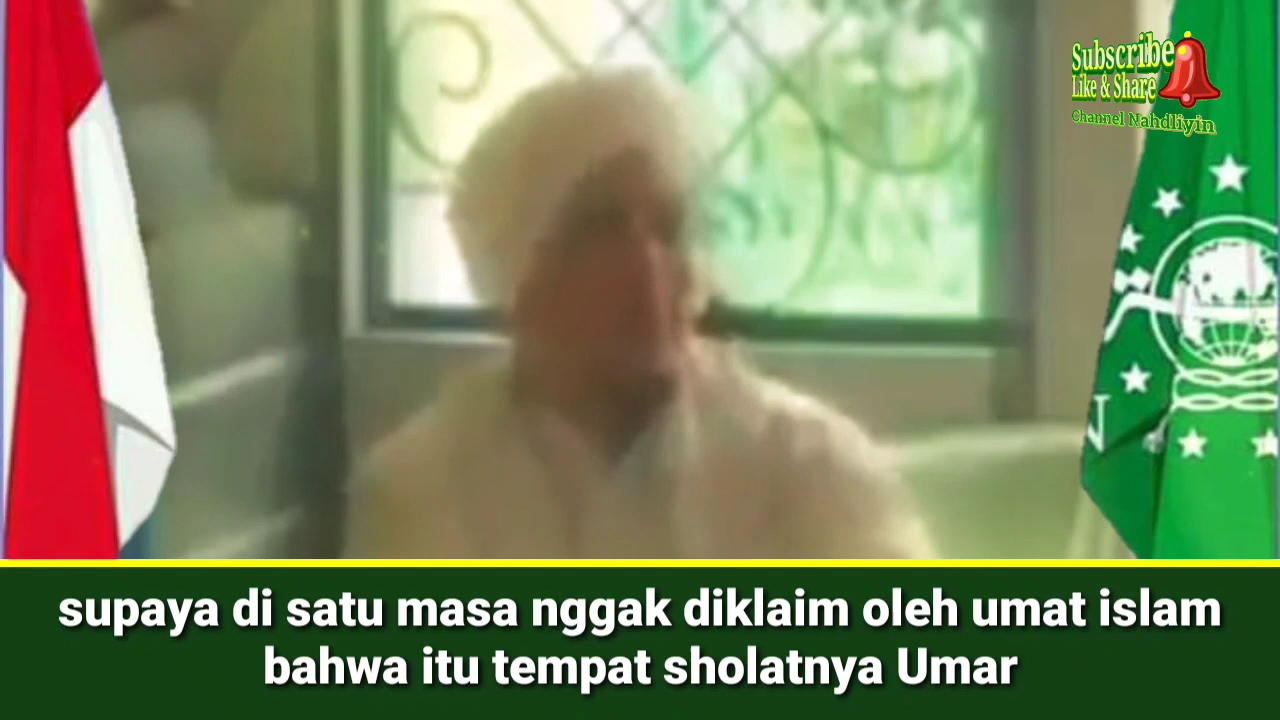 Subscribe
Like & Share
Channel Nahdliyin
N
supaya di satu masa nggak diklaim oleh umat islam
bahwa itu tempat sholatnya Umar